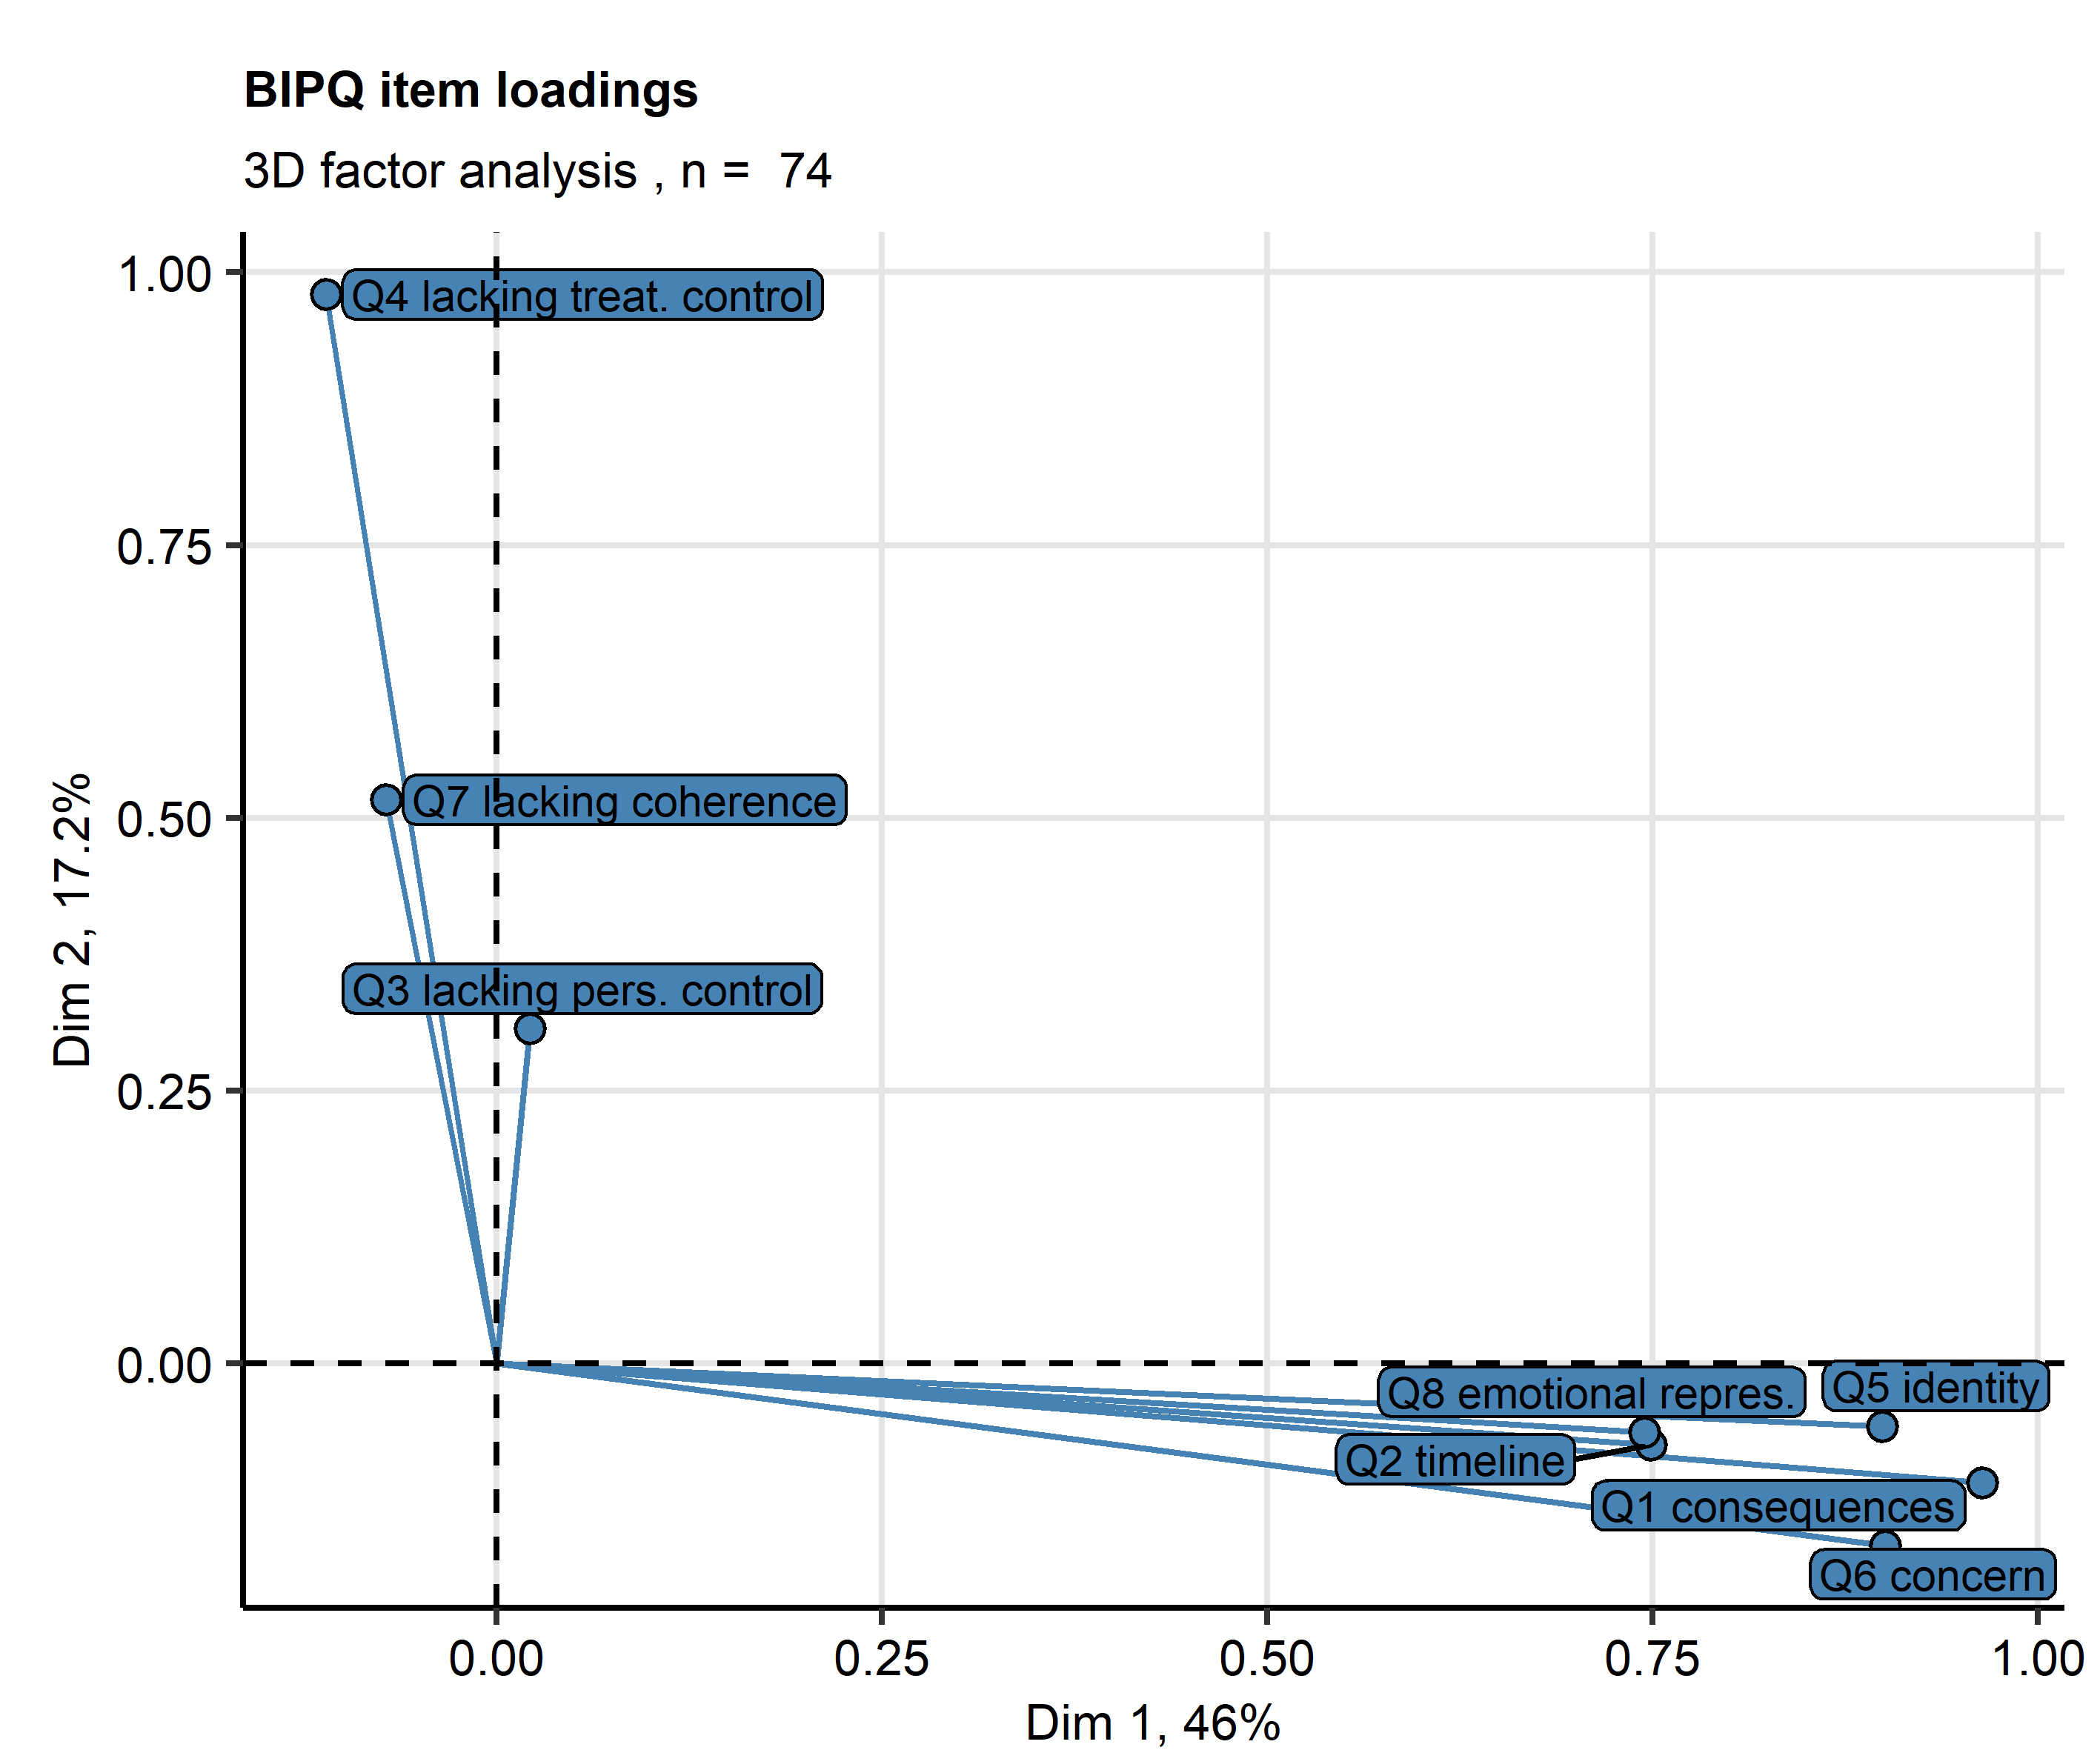 BIPQ item loadings
3D factor analysis , n =  74
1.00
0.75
0.50
0.25
0.00
Dim 2, 17.2%
Q4 lacking treat. control
Q7 lacking coherence
Q3 lacking pers. control
Q8 emotional repres.
Q5 identity
Q2 timeline
Q1 consequences
Q6 concern
0.00
0.25
0.50
0.75
1.00
Dim 1, 46%